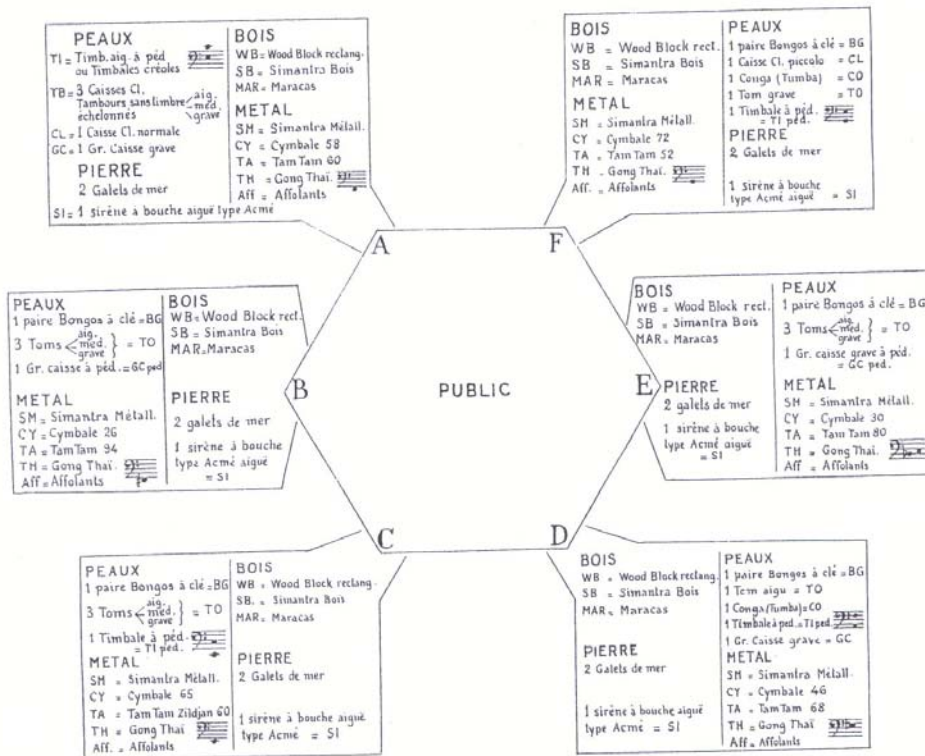 PEAUX
TI = Timb. aig. à péd
ou Timbales créoles
TB = 3 Caisses Cl.
Tambours sans timbre
échelonnés
aig.
méd.
grave
CL = 1 Caisse Cl. normale
GC = 1 Gr. Caisse grave
PIERRE
2 Galets de mer
SI = 1 sirène à bouche aiguë type Acmé
BOIS
WB = Wood Block rectang.
SB = Simantra Bois
MAR = Maracas
METAL
SM = Simantra Métall.
CY = Cymbale 58
TA = Tam Tam 60
TH = Gong Thaï.
Aff = Affolants
BOIS
WB = Wood Block rect.
SB = Simantra Bois
MAR = Maracas
METAL
SM = Simantra Métall.
CY = Cymbale 72
TA = Tam Tam 52
TH - Gong Thaï.
Aff. = Affolants
PEAUX
1 paire Bongos à clé = BG
1 Caisse Cl. piccolo = CL
1 Conga (Tumba) = CO
1 Tom grave = TO
1 Timbale à péd.
= TI péd.
PIERRE
2 Galets de mer
1 sirène à bouche
type Acmé aiguë = SI
A
F
PEAUX
1 paire Bongos à clé = BG
3 Toms
aig.
méd.
grave
= TO
1 Gr. caisse à péd. = GC ped
METAL
SM = Simantra Métall.
CY = Cymbale 26
TA = Tam Tam 94
TH = Gong Thaï.
Aff = Affolants
BOIS
WB = Wood Block rect.
SB = Simantra Bois
MAR = Maracas
PIERRE
2 galets de mer
1 sirène à bouche
type Acmé aiguë
= SI
B
PUBLIC
E
BOIS
WB = Wood Block rect.
SB = Simantra Bois
MAR = Maracas
PIERRE
2 galets de mer
1 sirène à bouche
type Acmé aiguë
= SI
PEAUX
1 paire Bongos à clé = BG
3 Toms
aig.
méd.
grave
= TO
1 Gr. caisse grave à péd.
= GC ped.
METAL
SM = Simantra Métall.
CY = Cymbale 30
TA = Tam Tam 80
TH = Gong Thaï.
Aff = Affolants
C
D
PEAUX
1 paire Bongos à clé = BG
3 Toms
aig.
méd.
grave
= TO
1 Timbale à péd.
= TI péd.
METAL
SM = Simantra Métall.
CY = Cymbale 65
TA = Tam Tam Zildjan 60
TH = Gong Thaï
Aff. = Affolants
BOIS
WB = Wood Block rectang.
SB. = Simantra Bois
MAR = Maracas
PIERRE
2 Galets de mer
1 sirène à bouche aiguë
type Acmé = SI
BOIS
WB = Wood Block rectang.
SB = Simantra Bois
MAR = Maracas
PIERRE
2 Galets de mer
1 sirène à bouche aiguë
type Acmé = SI
PEAUX
1 paire Bongos à clé = BG
1 Tom aigu = TO
1 Conga (Tumba) = CO
1 Timbale à péd. = TI ped.
1 Gr. Caisse grave = GC
METAL
SM = Simantra Métall.
CY = Cymbale 46
TA = Tam Tam 68
TH = Gong Thaï
Aff. = Affolants